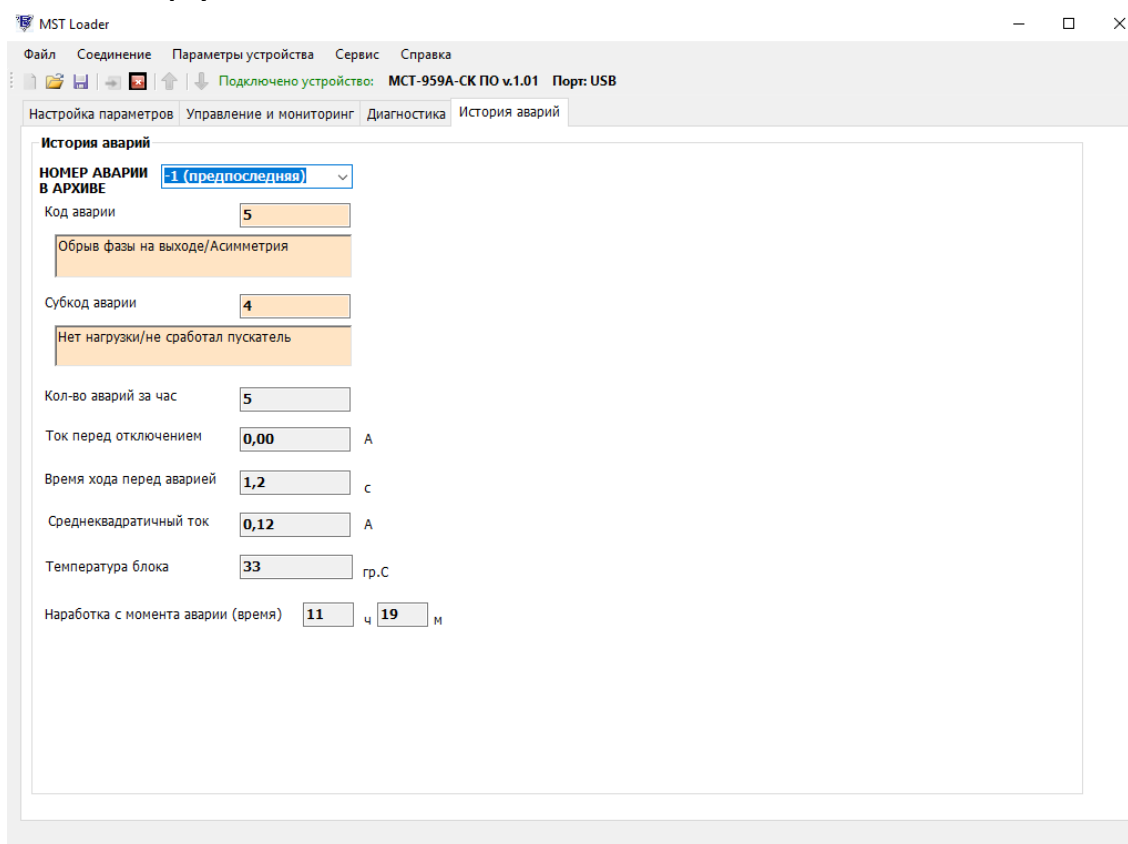 MST Loader
Файл Соединение Параметры устройства Сервис Справка
Подключено устройство: МСТ-959А-СК ПО v.1.01 Порт: USB
Настройка параметров Управление и мониторинг Диагностика История аварий
История аварий
НОМЕР АВАРИИ
В АРХИВЕ
-1 (предпоследняя)
Код аварии 5
Обрыв фазы на выходе/Асимметрия
Субкод аварии 4
Нет нагрузки/не сработал пускатель
Кол-во аварий за час 5
Ток перед отключением 0,00 А
Время хода перед аварией 1,2 с
Среднеквадратичный ток 0,12 А
Температура блока 33 гр.С
Наработка с момента аварии (время) 11 ч 19 м